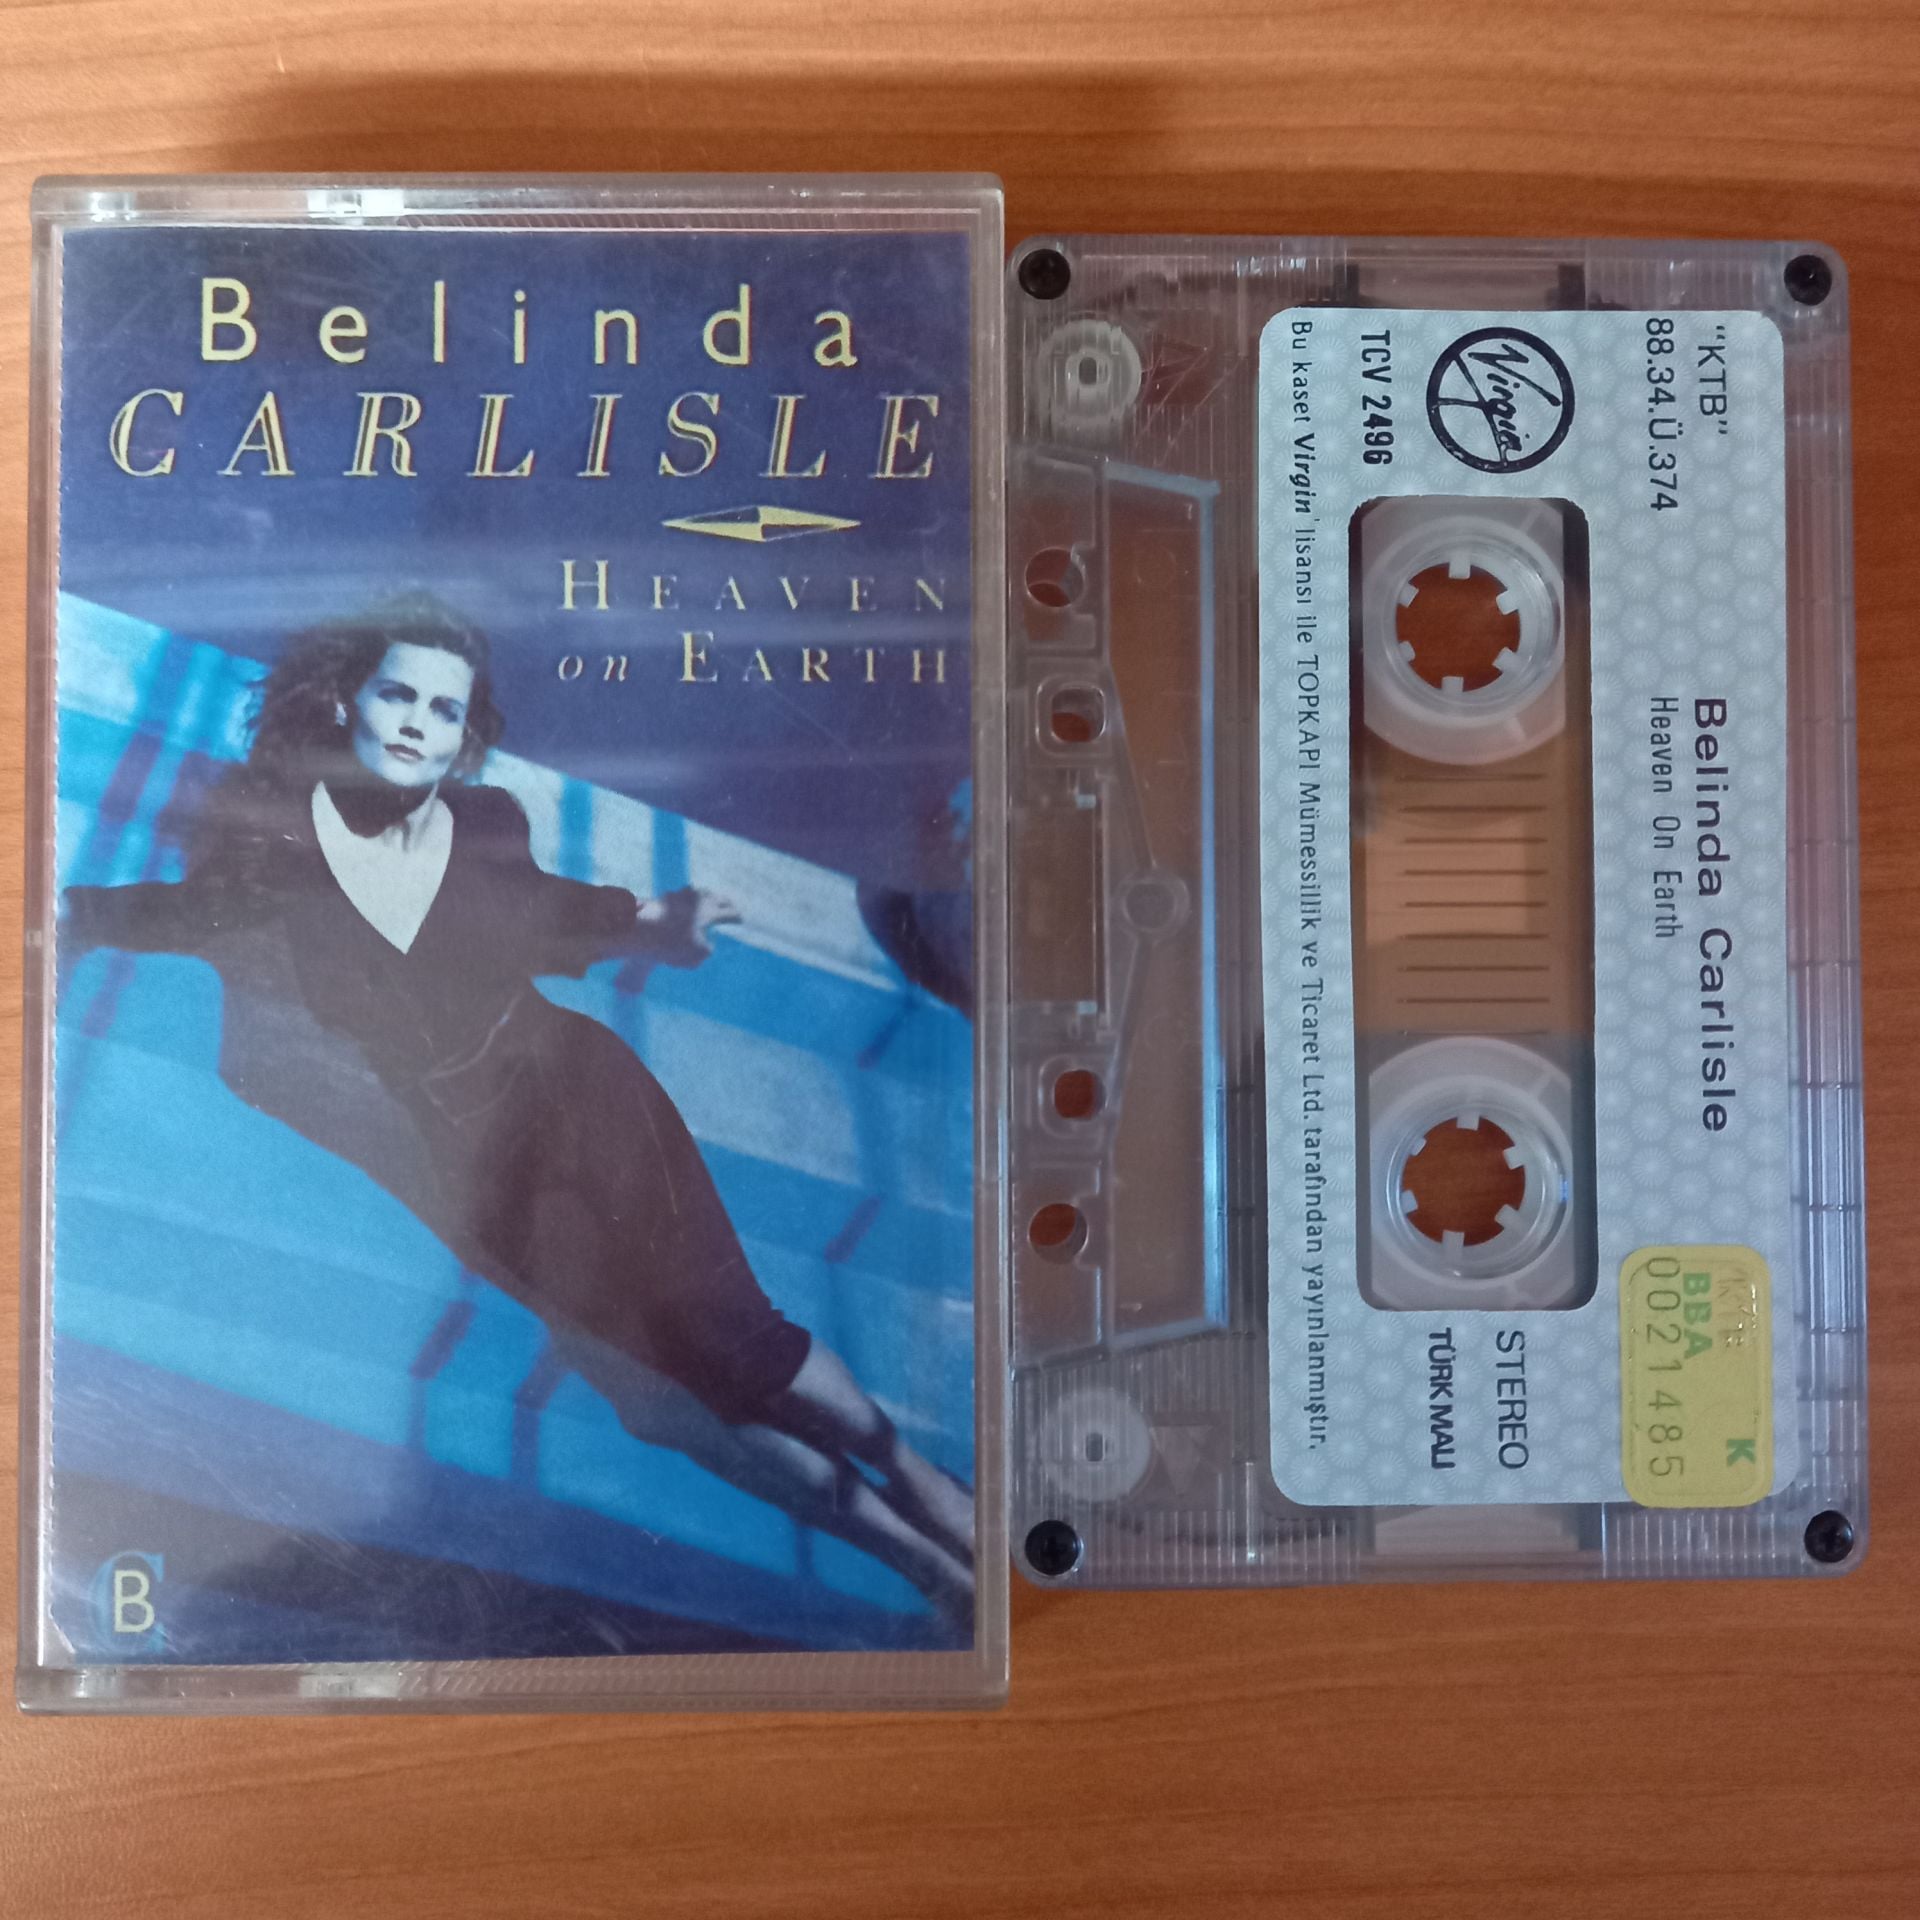 Belinda
CARLISLE
HEAVEN
on EARTH
BC
"KTB"
88.34.Ü.374
Belinda Carlisle
Heaven On Earth
Virgin
TCV 2496
STEREO
TÜRK MALI
Bu kaset Virgin lisansı ile TOPKAPI Mümessillik ve Ticaret Ltd. tarafından yayınlanmıştır.
BBA K
0021485